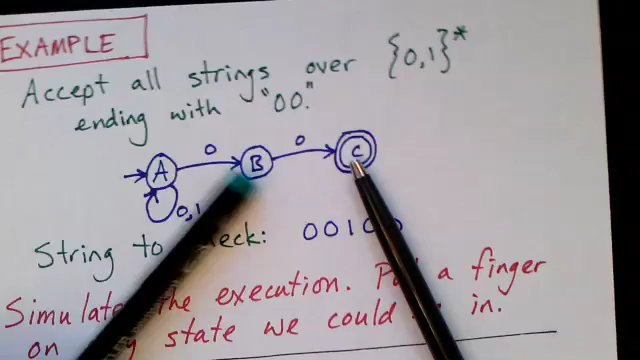 EXAMPLE
Accept all strings over {0,1}*
ending with "00."
0 0
A B C
0,1
String to check: 0010
Simulate the execution. a finger
on state we could in.